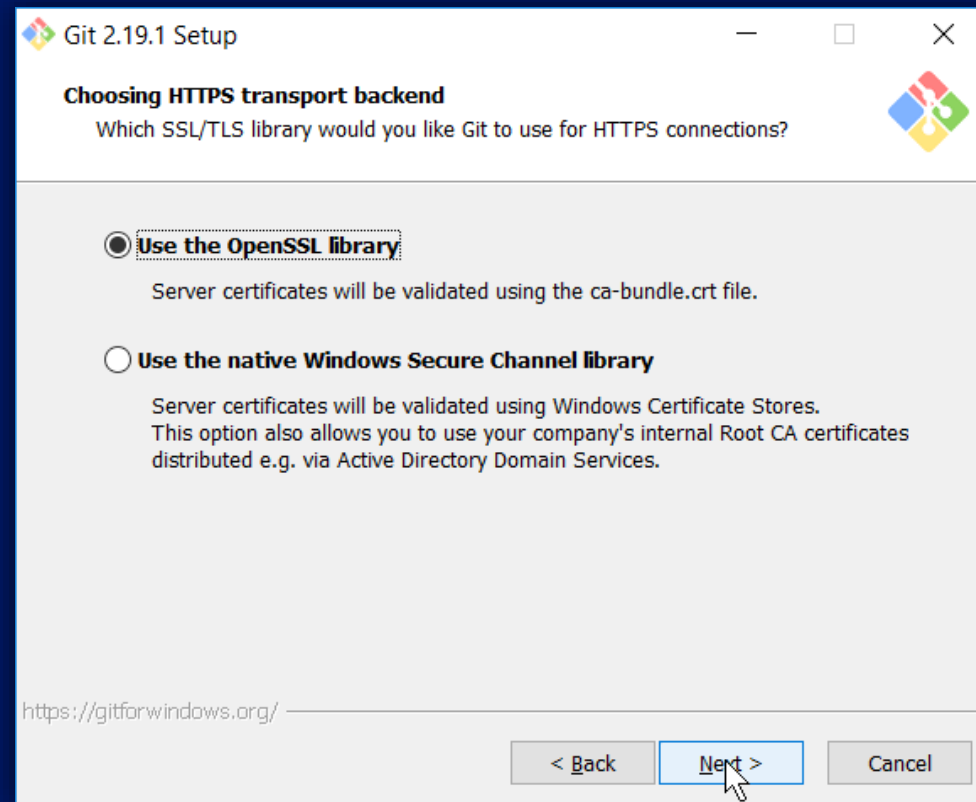 Git 2.19.1 Setup
Choosing HTTPS transport backend
Which SSL/TLS library would you like Git to use for HTTPS connections?
Use the OpenSSL library
Server certificates will be validated using the ca-bundle.crt file.
Use the native Windows Secure Channel library
Server certificates will be validated using Windows Certificate Stores.
This option also allows you to use your company's internal Root CA certificates
distributed e.g. via Active Directory Domain Services.
https://gitforwindows.org/
< Back Next > Cancel